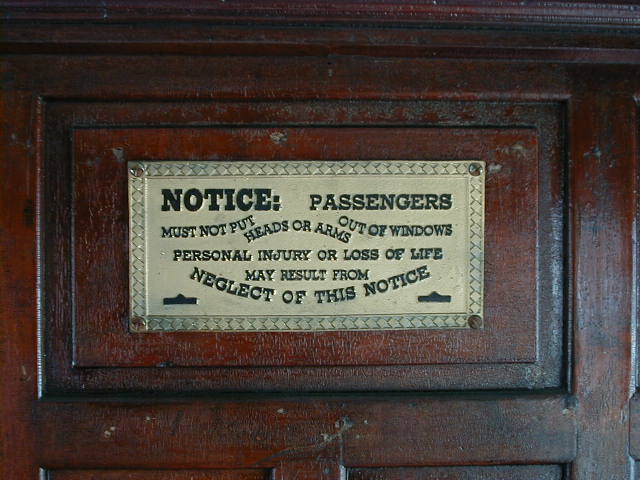 NOTICE: PASSENGERS
MUST NOT PUT HEADS OR ARMS OUT OF WINDOWS
PERSONAL INJURY OR LOSS OF LIFE
MAY RESULT FROM
NEGLECT OF THIS NOTICE